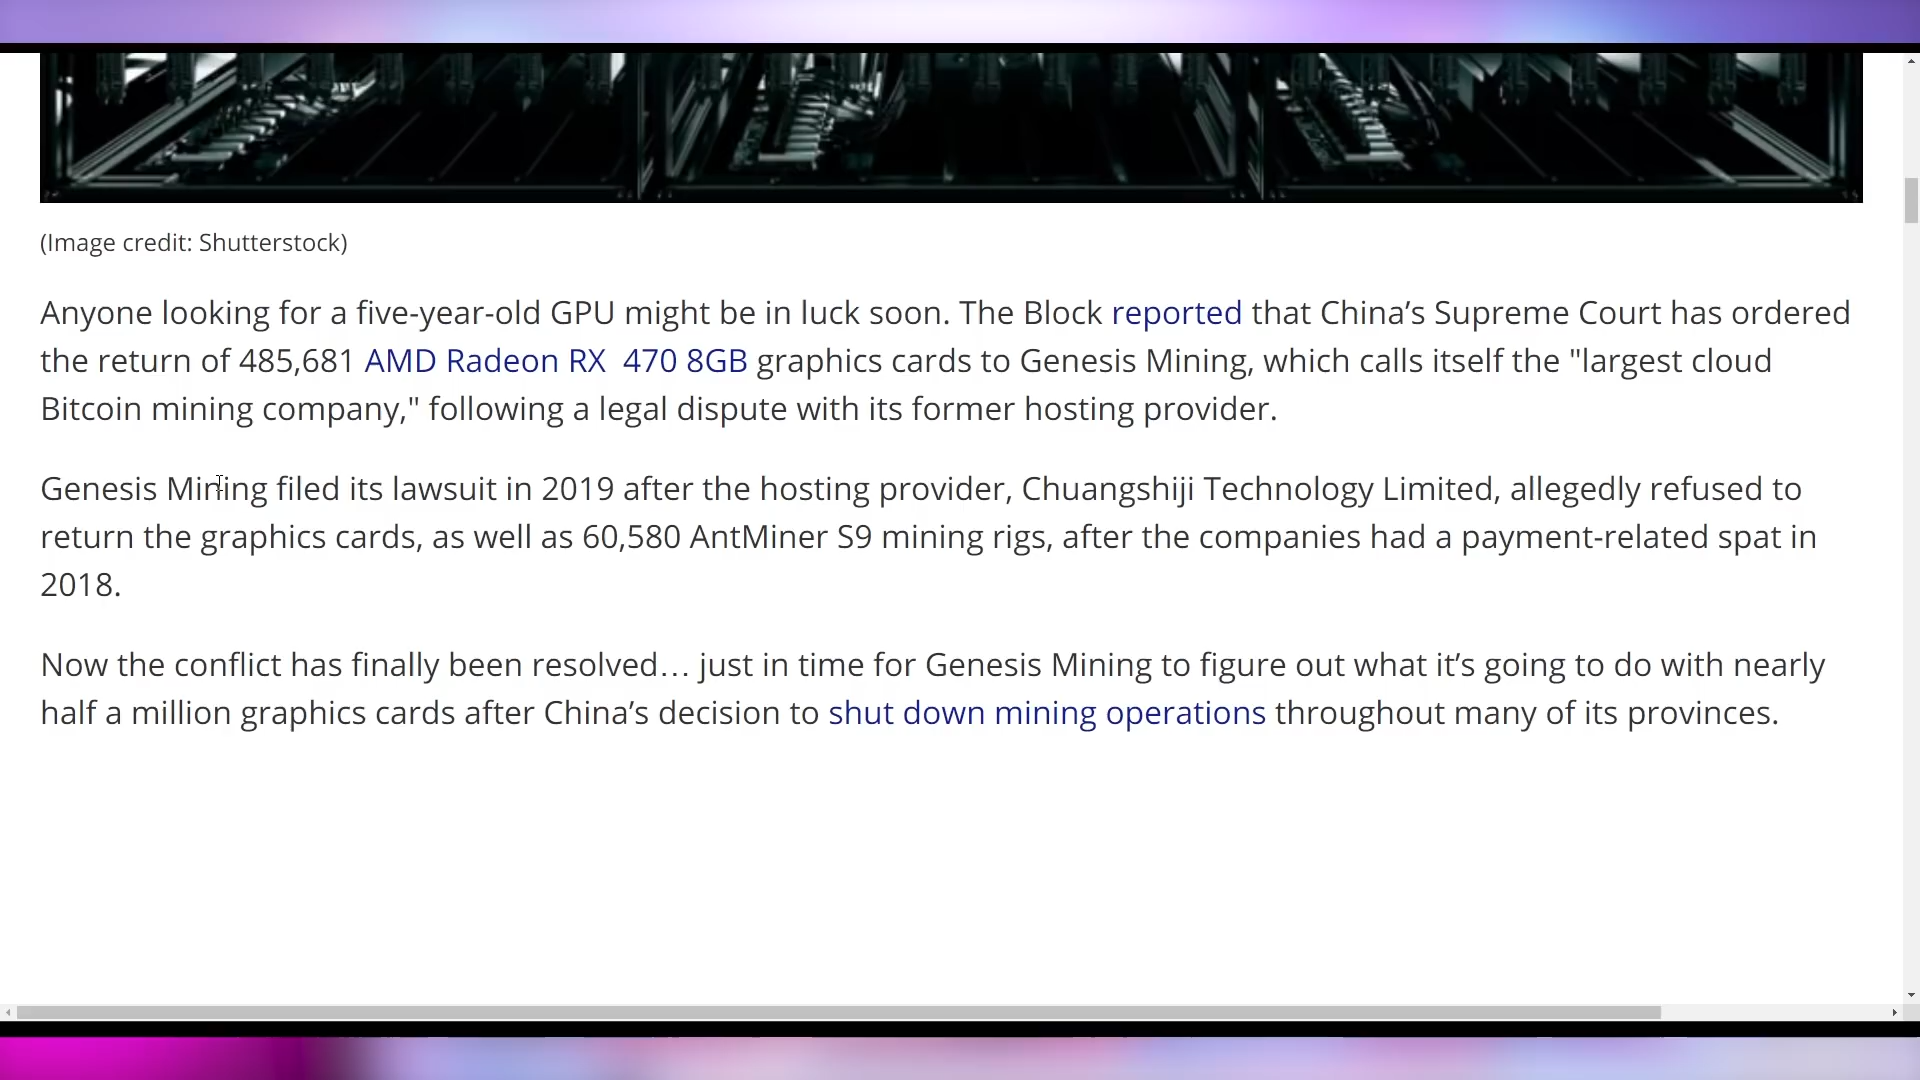 (Image credit: Shutterstock)
Anyone looking for a five-year-old GPU might be in luck soon. The Block reported that China’s Supreme Court has ordered
the return of 485,681 AMD Radeon RX  470 8GB graphics cards to Genesis Mining, which calls itself the "largest cloud
Bitcoin mining company," following a legal dispute with its former hosting provider.
Genesis Mining filed its lawsuit in 2019 after the hosting provider, Chuangshiji Technology Limited, allegedly refused to
return the graphics cards, as well as 60,580 AntMiner S9 mining rigs, after the companies had a payment-related spat in
2018.
Now the conflict has finally been resolved… just in time for Genesis Mining to figure out what it’s going to do with nearly
half a million graphics cards after China’s decision to shut down mining operations throughout many of its provinces.